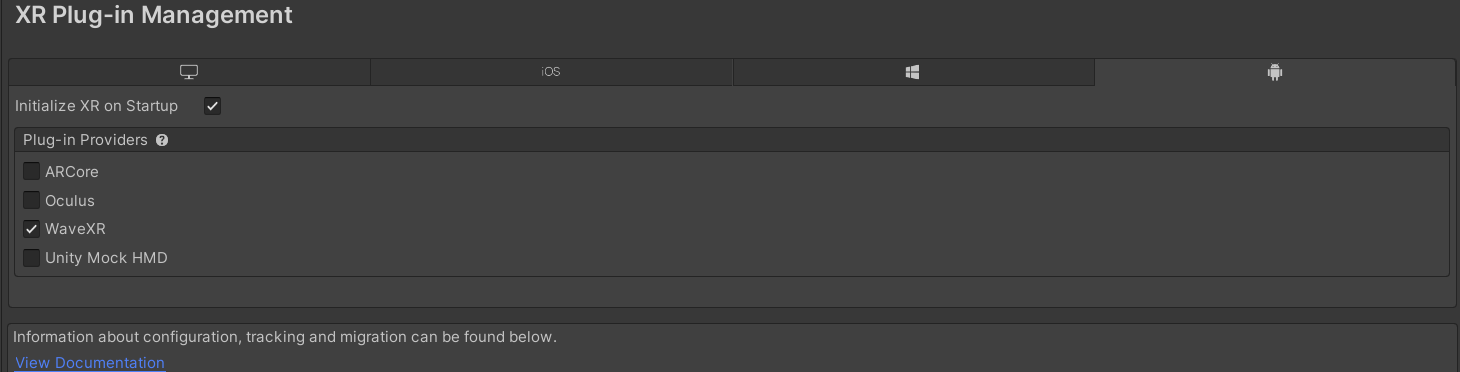 XR Plug-in Management
iOS
Initialize XR on Startup
Plug-in Providers
ARCore
Oculus
WaveXR
Unity Mock HMD
Information about configuration, tracking and migration can be found below.
View Documentation